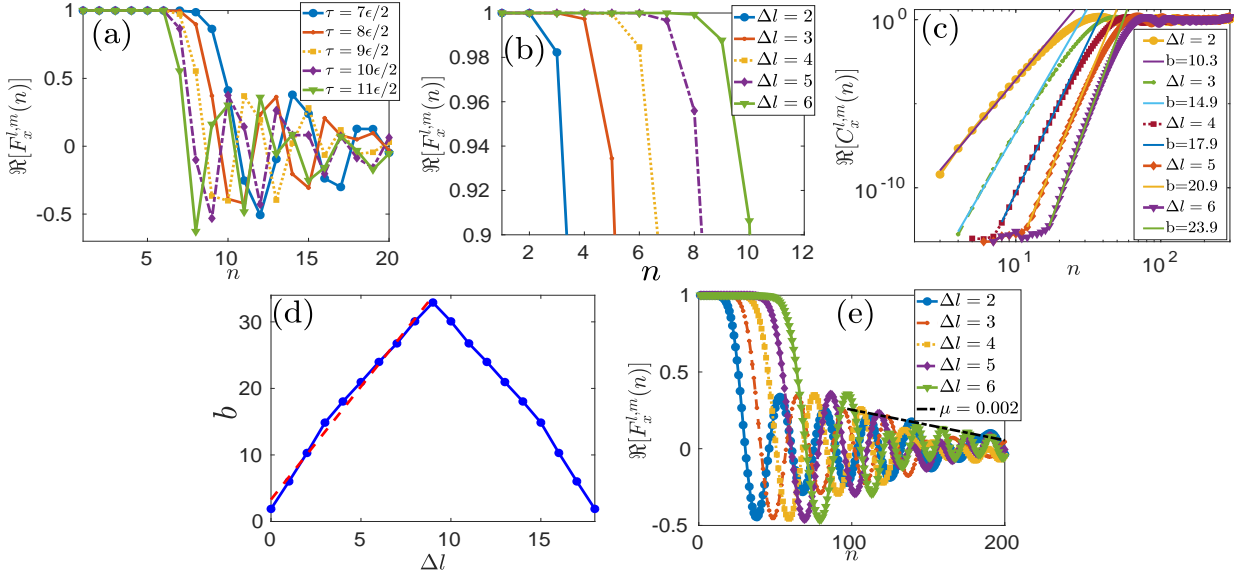 (a)
ℜ[F_x^{l,m}(n)]
1
0.5
0
-0.5
5
10
15
20
n
τ = 7ϵ/2
τ = 8ϵ/2
τ = 9ϵ/2
τ = 10ϵ/2
τ = 11ϵ/2
(b)
ℜ[F_x^{l,m}(n)]
1
0.98
0.96
0.94
0.92
0.9
2
4
6
8
10
12
n
Δl = 2
Δl = 3
Δl = 4
Δl = 5
Δl = 6
(c)
ℜ[C_x^{l,m}(n)]
10^0
10^-10
10^1
10^2
n
Δl = 2
b=10.3
Δl = 3
b=14.9
Δl = 4
b=17.9
Δl = 5
b=20.9
Δl = 6
b=23.9
(d)
b
30
20
10
0
0
5
10
15
Δl
(e)
ℜ[F_x^{l,m}(n)]
1
0.5
0
-0.5
0
100
200
n
Δl = 2
Δl = 3
Δl = 4
Δl = 5
Δl = 6
μ = 0.002